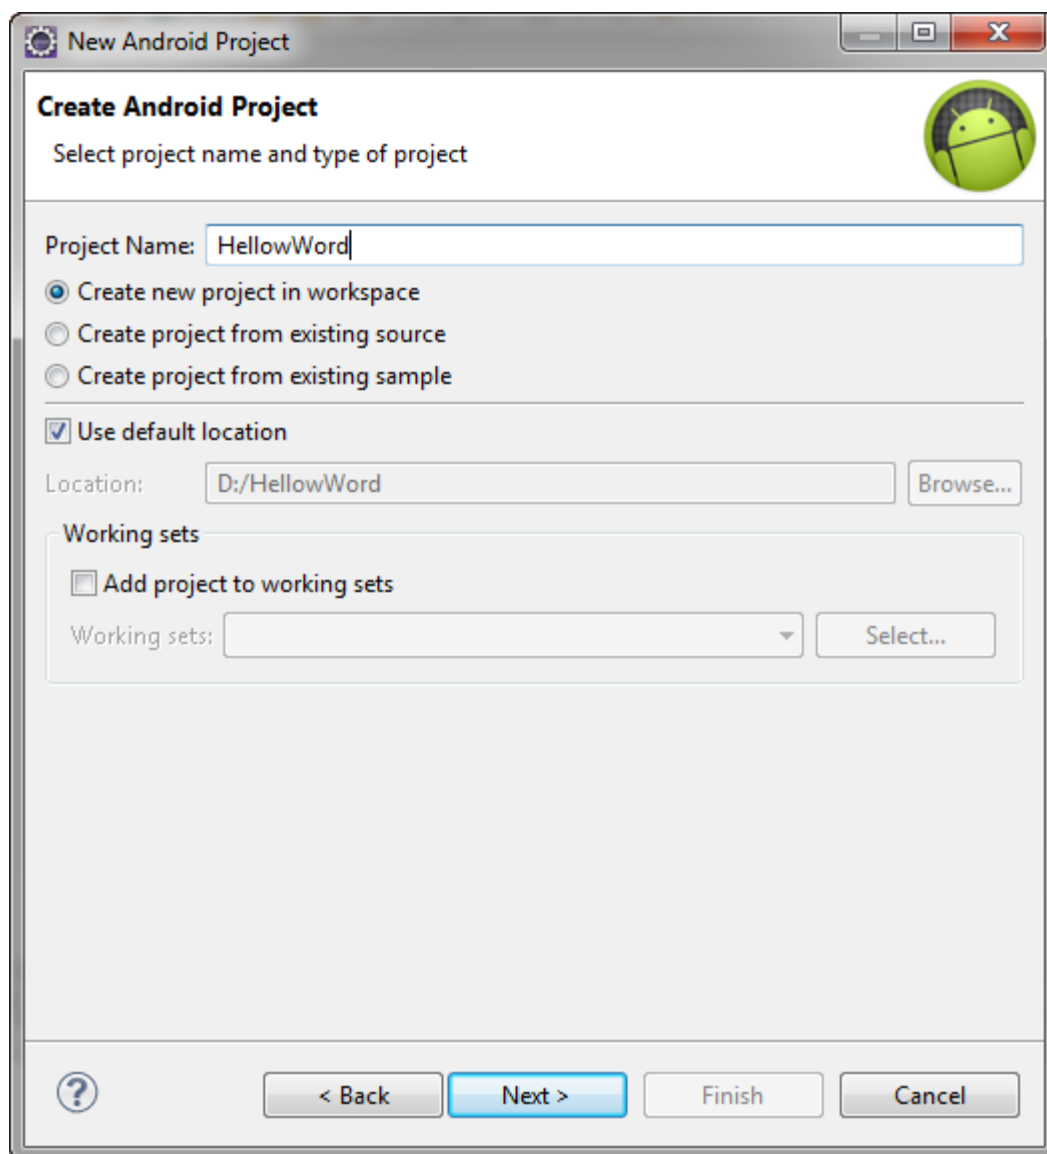 New Android Project
Create Android Project
Select project name and type of project
Project Name: HellowWord
Create new project in workspace
Create project from existing source
Create project from existing sample
Use default location
Location: D:/HellowWord Browse...
Working sets
Add project to working sets
Working sets: Select...
? < Back Next > Finish Cancel